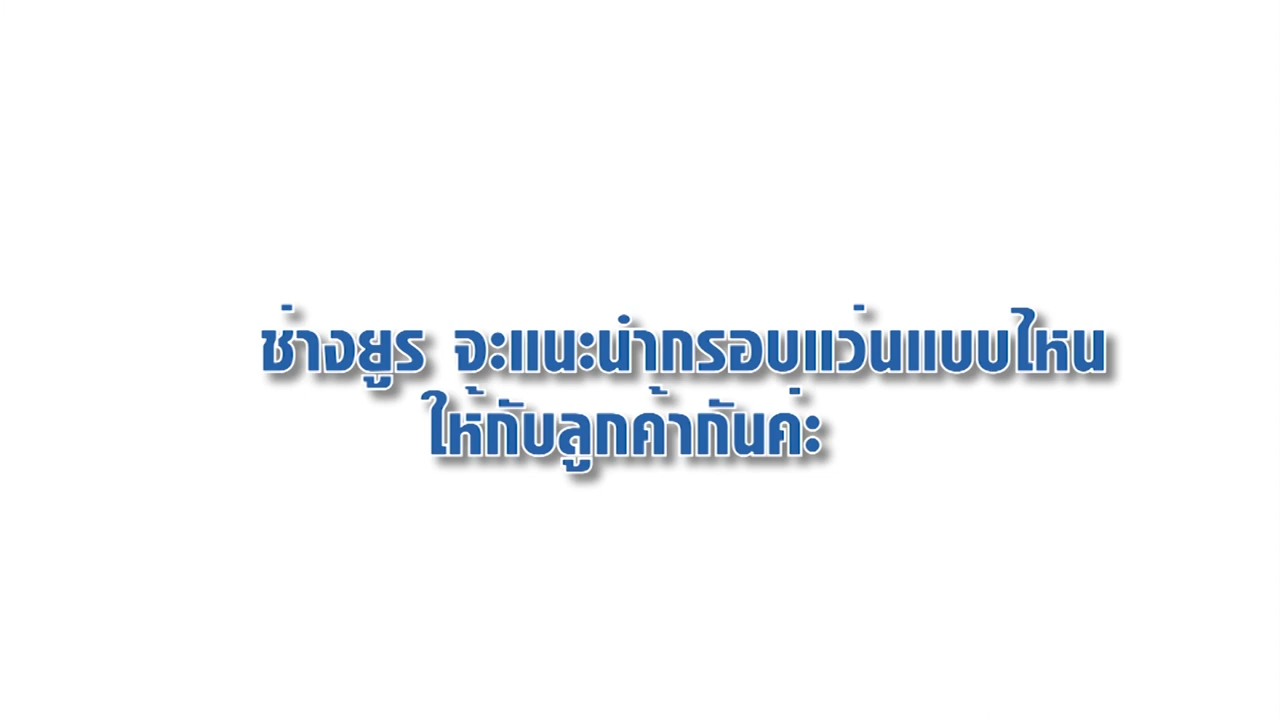 ช่างยูร จะแนะนำกรอบแว่นแบบไหน
ให้กับลูกค้ากันค่ะ